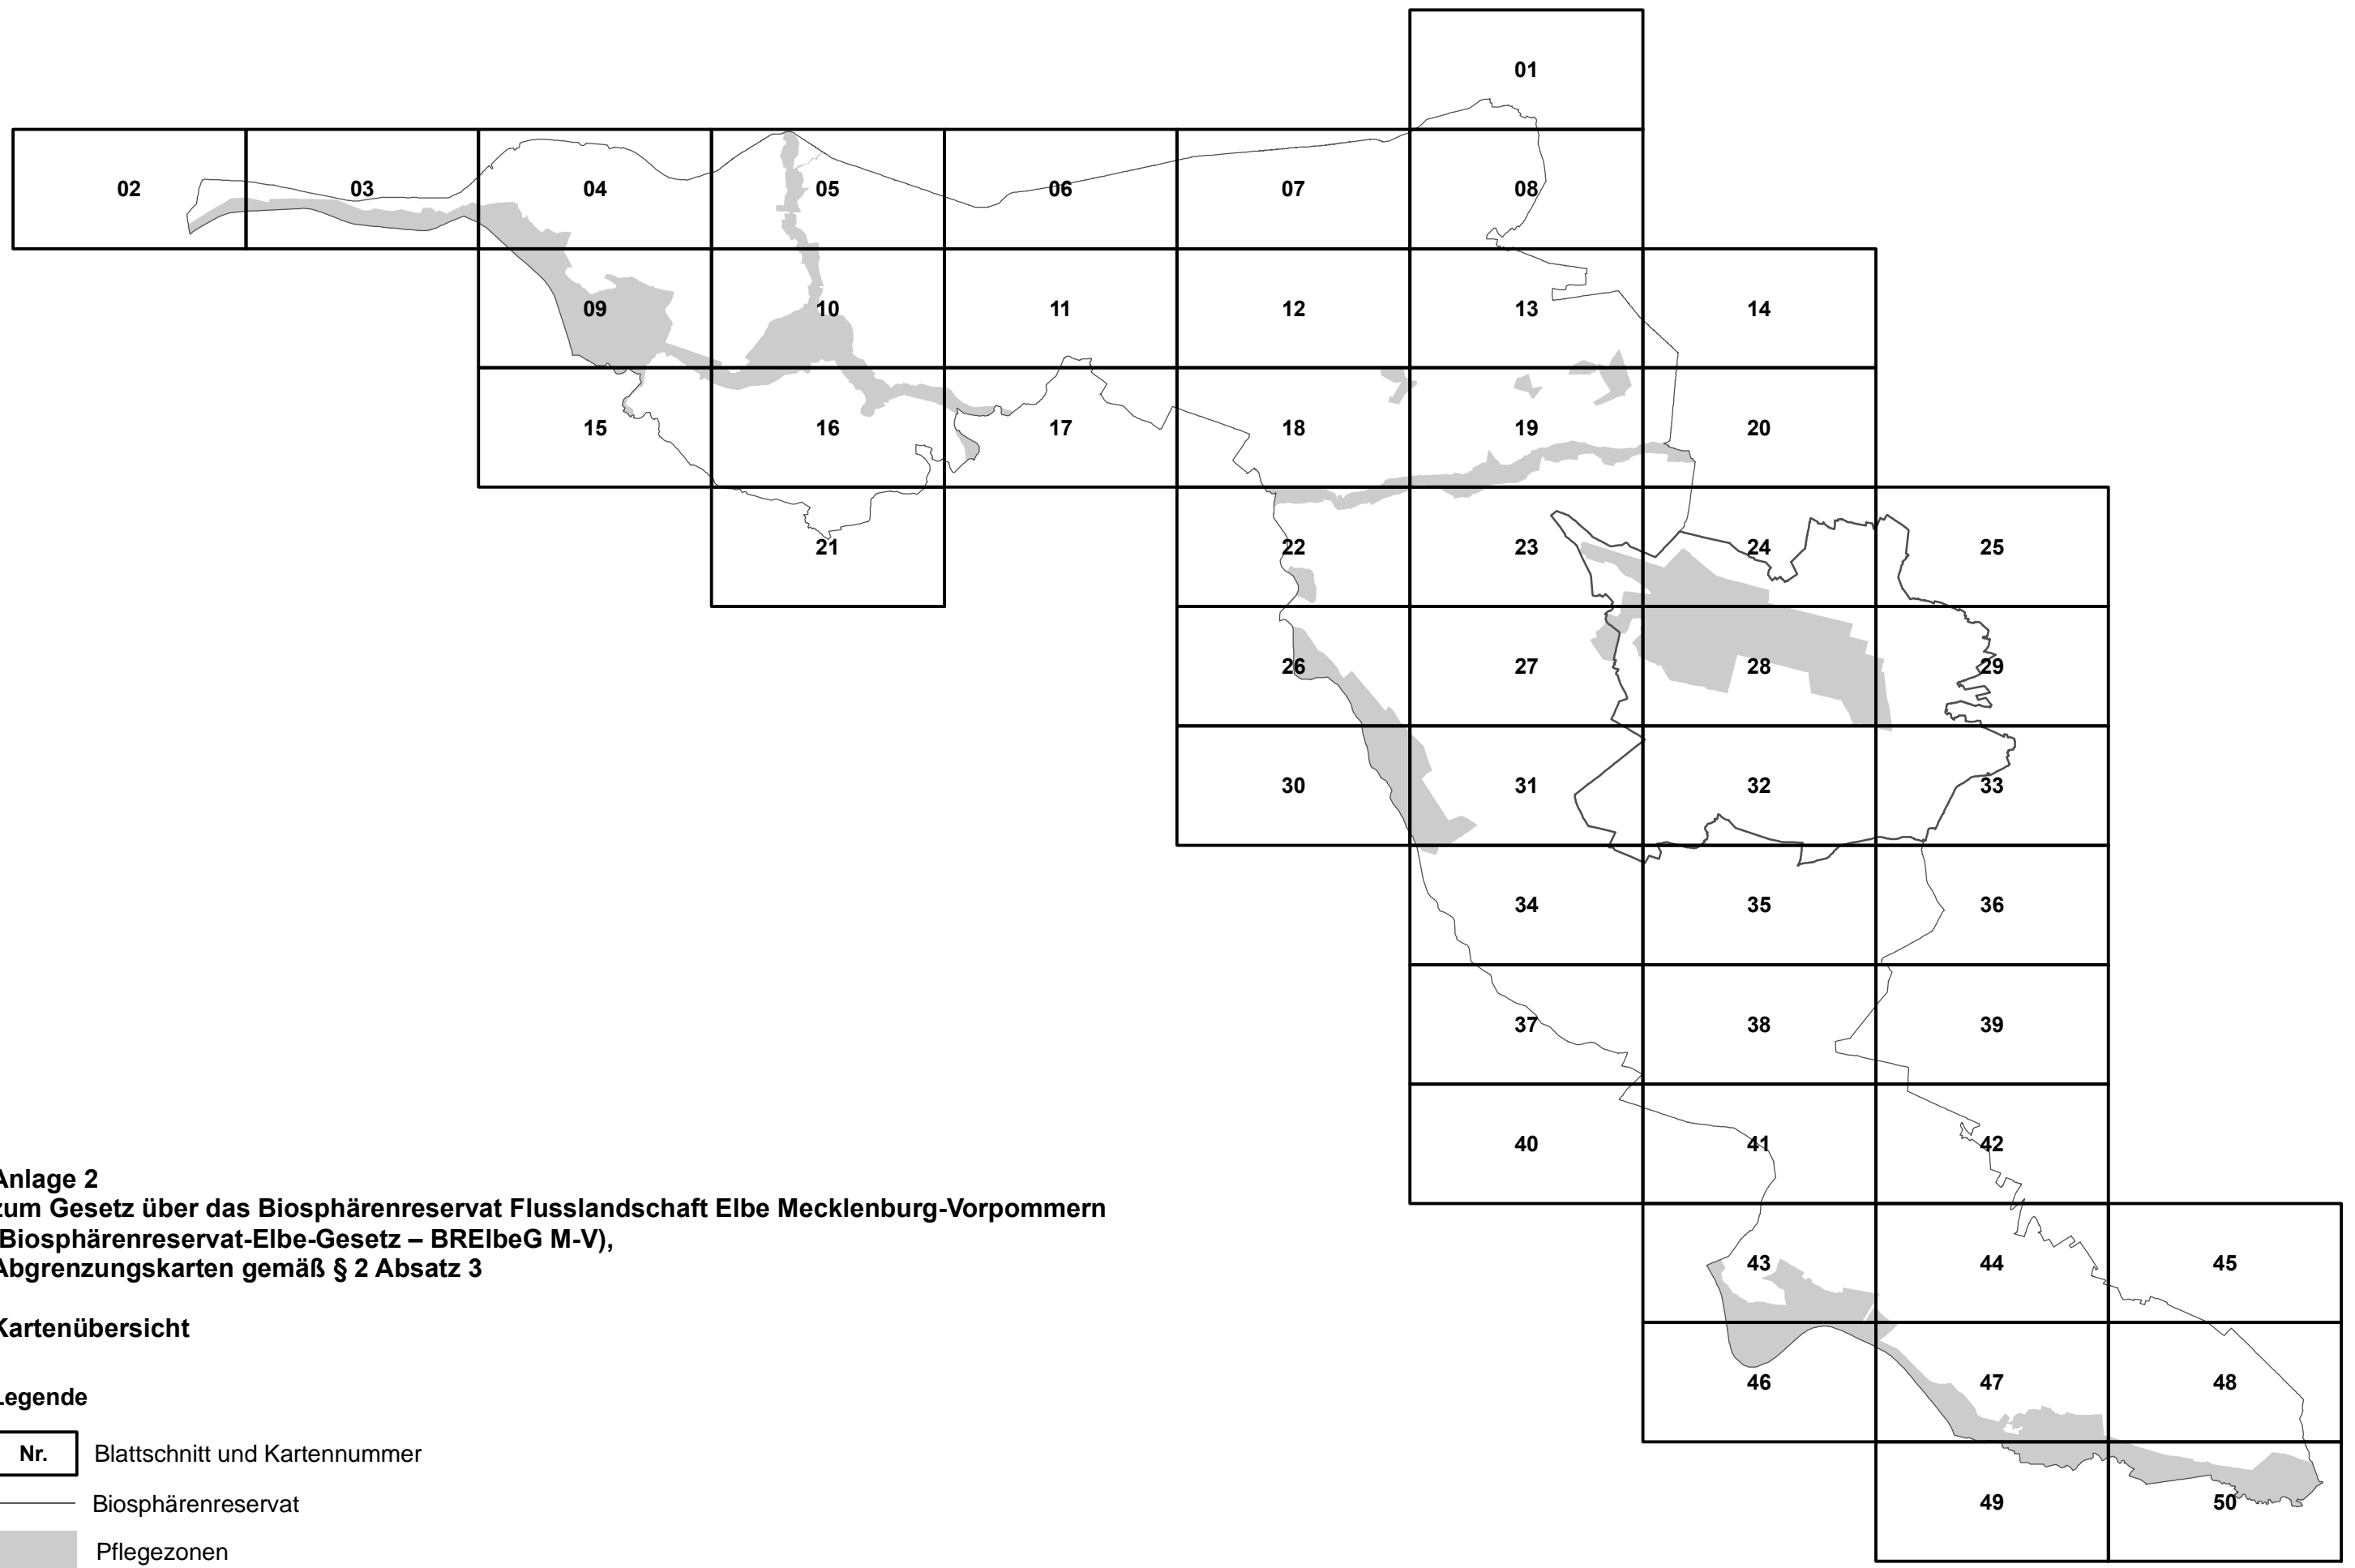 01
02 03 04 05 06 07 08
09 10 11 12 13 14
15 16 17 18 19 20
21 22 23 24 25
26 27 28 29
30 31 32 33
34 35 36
37 38 39
40 41 42
43 44 45
46 47 48
49 50
Anlage 2
zum Gesetz über das Biosphärenreservat Flusslandschaft Elbe Mecklenburg-Vorpommern
Biosphärenreservat-Elbe-Gesetz – BRElbeG M-V),
Abgrenzungskarten gemäß § 2 Absatz 3
Kartenübersicht
Legende
Nr. Blattschnitt und Kartennummer
Biosphärenreservat
Pflegezonen